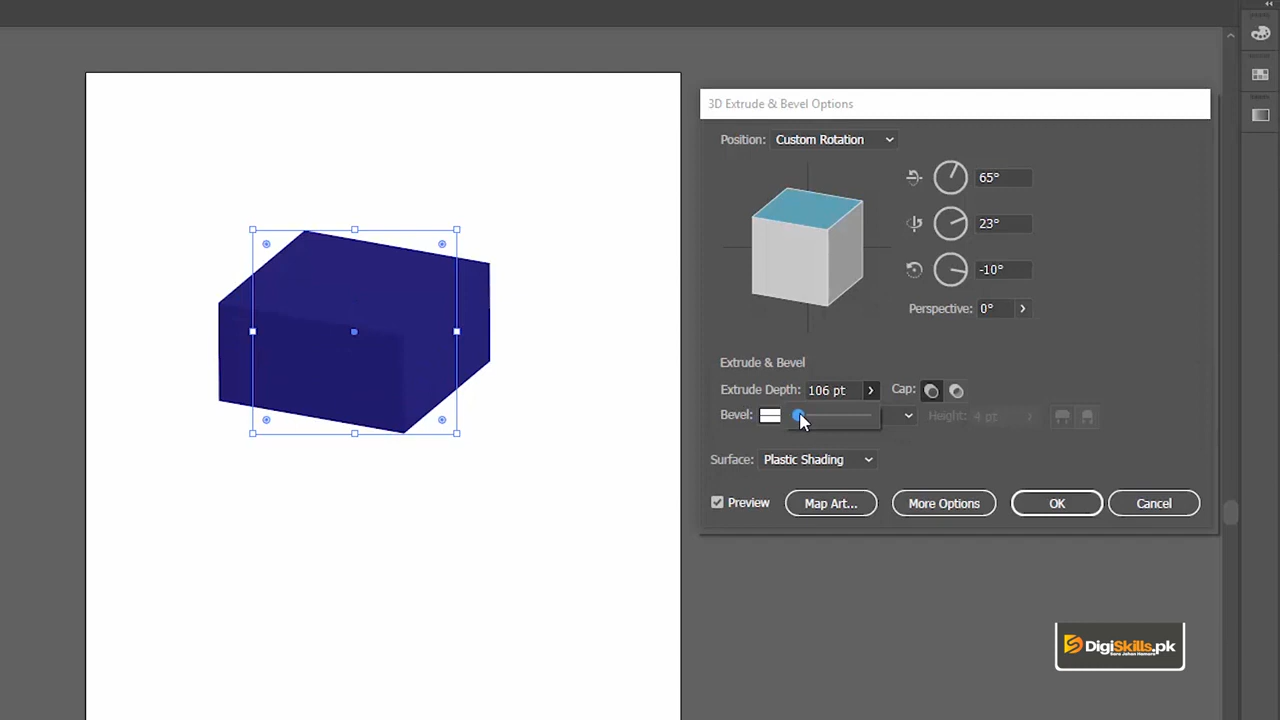 3D Extrude & Bevel Options
Position: Custom Rotation
65°
23°
-10°
Perspective: 0°
Extrude & Bevel
Extrude Depth: 106 pt Cap:
Bevel: Height: 4 pt
Surface: Plastic Shading
Preview Map Art... More Options OK Cancel
DigiSkills.pk